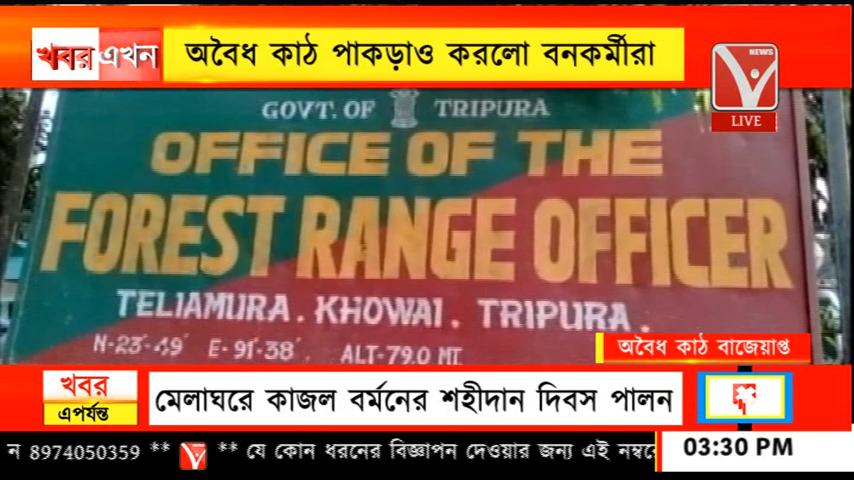 খবর এখন
অবৈধ কাঠ পাকড়াও করলো বনকর্মীরা
NEWS
LIVE
GOVT. OF TRIPURA
OFFICE OF THE
FOREST RANGE OFFICER
TELIAMURA. KHOWAI. TRIPURA.
N-23°-49' E-91°-38'. ALT-79.0 MT
অবৈধ কাঠ বাজেয়াপ্ত
খবর
এপর্যন্ত
মেলাঘরে কাজল বর্মনের শহীদান দিবস পালন
ন 8974050359 ** ** যে কোন ধরনের বিজ্ঞাপন দেওয়ার জন্য এই নম্বরে
03:30 PM